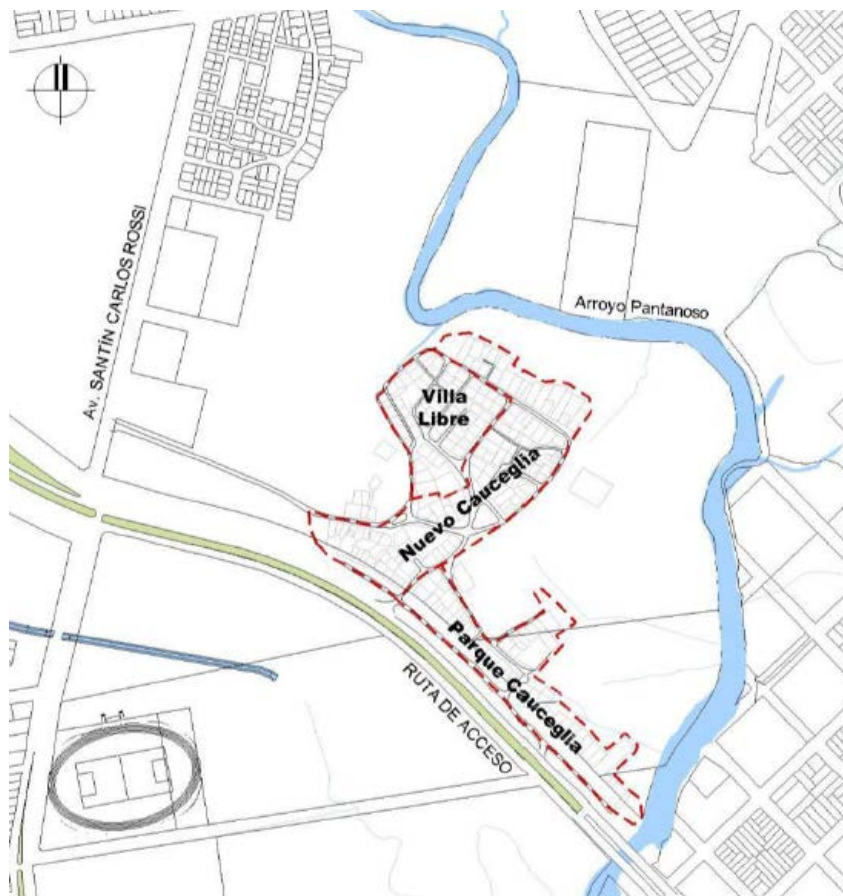 Av. SANTÍN CARLOS ROSSI
Arroyo Pantanoso
Villa
Libre
Nuevo Cauceglia
Parque Cauceglia
RUTA DE ACCESO